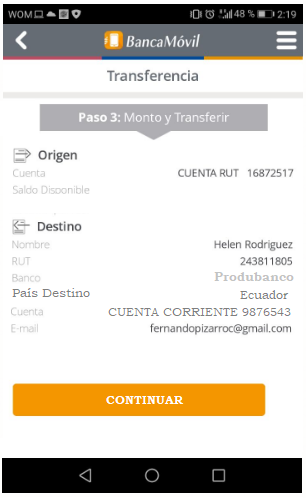 WOM 48 % 2:19
BancaMóvil
Transferencia
Paso 3: Monto y Transferir
Origen
Cuenta CUENTA RUT 16872517
Saldo Disponible
Destino
Nombre Helen Rodriguez
RUT 243811805
Banco Produbanco
País Destino Ecuador
Cuenta CUENTA CORRIENTE 9876543
E-mail fernandopizarroc@gmail.com
CONTINUAR